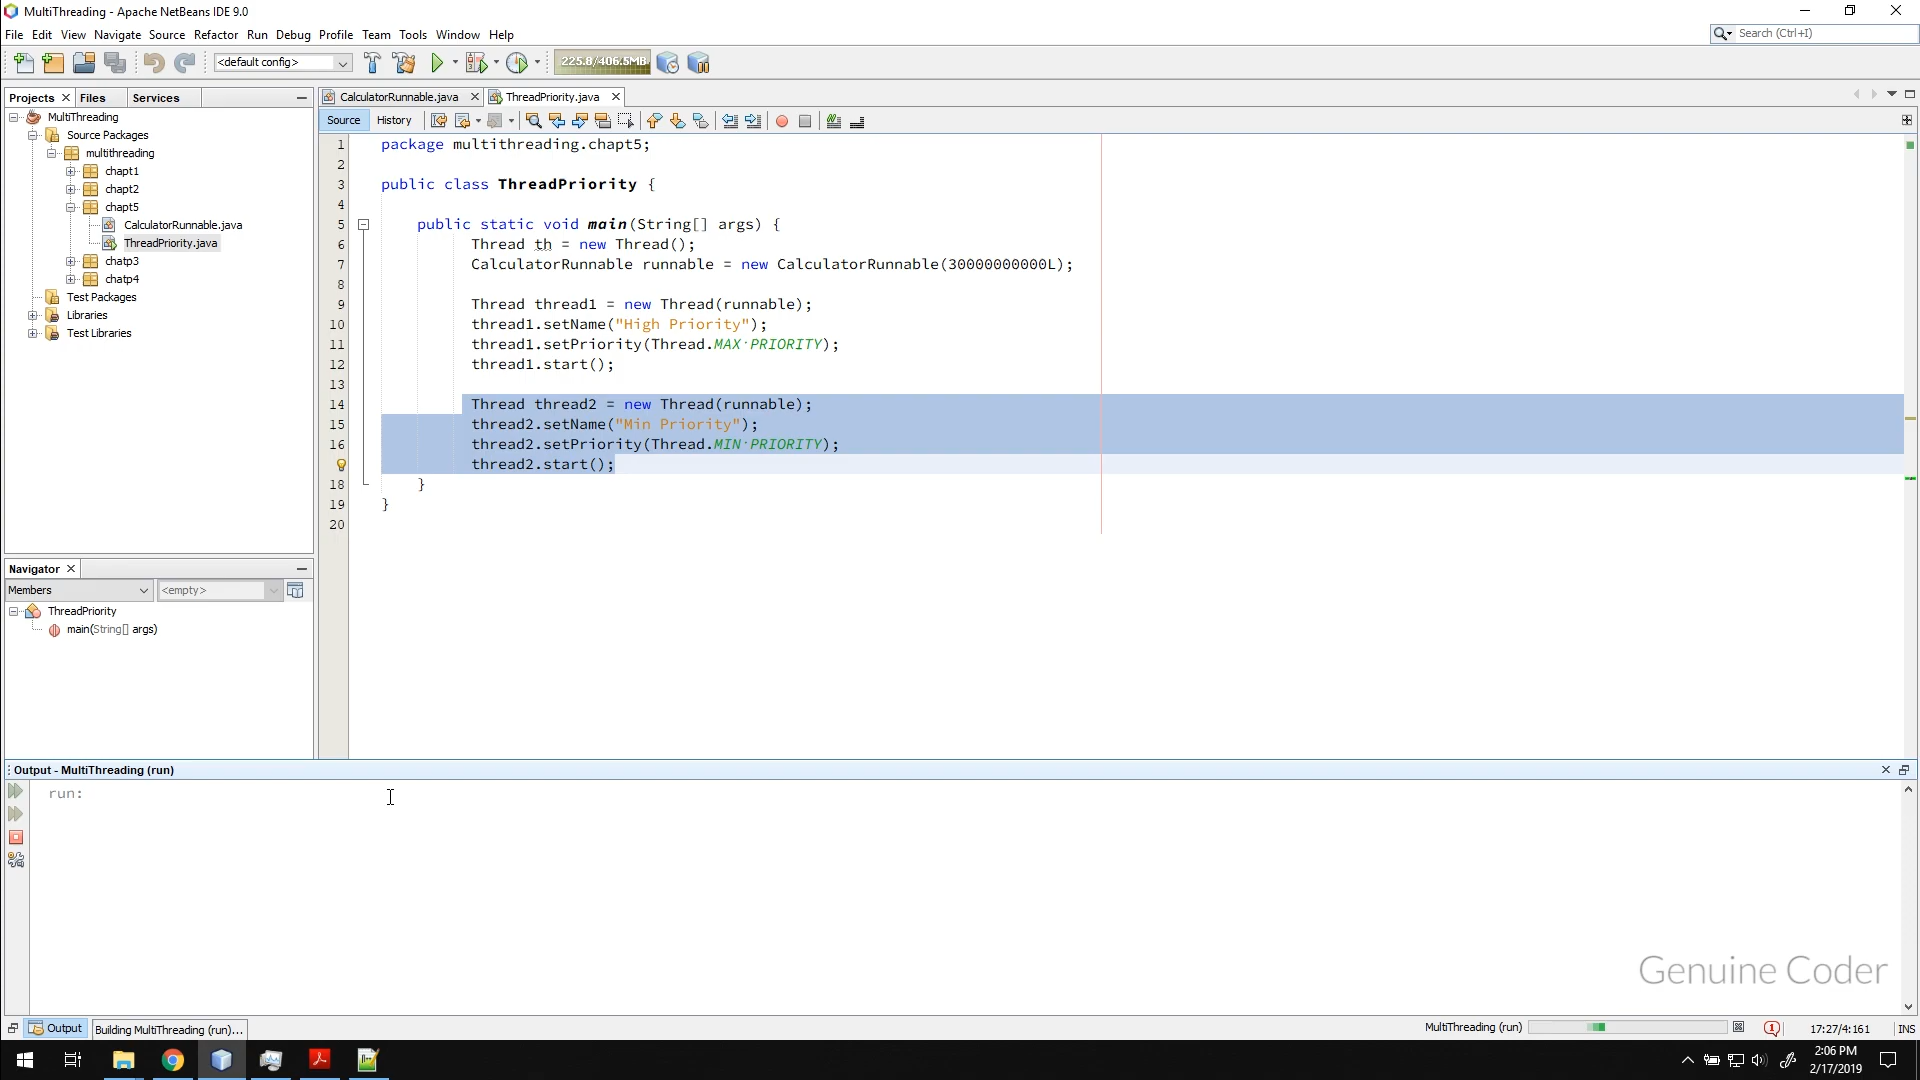 MultiThreading - Apache NetBeans IDE 9.0
File Edit View Navigate Source Refactor Run Debug Profile Team Tools Window Help
Search (Ctrl+I)
<default config>
225.8/406.5MB
Projects Files Services
CalculatorRunnable.java ThreadPriority.java
MultiThreading
Source Packages
multithreading
chapt1
chapt2
chapt5
CalculatorRunnable.java
ThreadPriority.java
chatp3
chatp4
Test Packages
Libraries
Test Libraries
Source History
1 package multithreading.chapt5;
2
3 public class ThreadPriority {
4
5 public static void main(String[] args) {
6 Thread th = new Thread();
7 CalculatorRunnable runnable = new CalculatorRunnable(30000000000L);
8
9 Thread thread1 = new Thread(runnable);
10 thread1.setName("High Priority");
11 thread1.setPriority(Thread.MAX_PRIORITY);
12 thread1.start();
13
14 Thread thread2 = new Thread(runnable);
15 thread2.setName("Min Priority");
16 thread2.setPriority(Thread.MIN_PRIORITY);
thread2.start();
18 }
19 }
20
Navigator
Members <empty>
ThreadPriority
main(String[] args)
Output - MultiThreading (run)
run:
Genuine Coder
Output Building MultiThreading (run)... MultiThreading (run) 1 17:27/4:161 INS
2:06 PM
2/17/2019